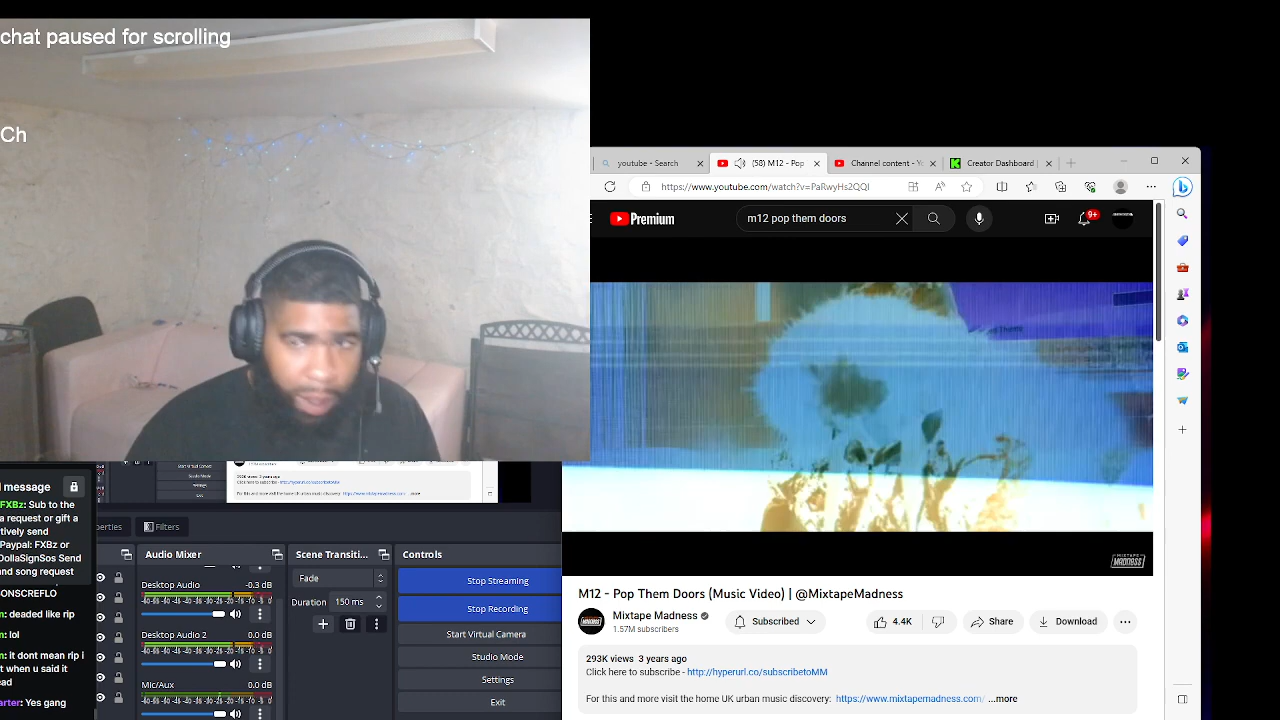 chat paused for scrolling
Ch
youtube - Search
(58) M12 - Pop
Channel content - Yo
Creator Dashboard |
https://www.youtube.com/watch?v=PaRwyHs2QQI
Premium
m12 pop them doors
9+
MIXTAPE
MADNESS
M12 - Pop Them Doors (Music Video) | @MixtapeMadness
Mixtape Madness
1.57M subscribers
Subscribed
4.4K
Share
Download
293K views 3 years ago
Click here to subscribe - http://hyperurl.co/subscribetoMM
For this and more visit the home UK urban music discovery: https://www.mixtapemadness.com/ ...more
message
FXBz: Sub to the
a request or gift a
tively send
Paypal: FXBz or
DollaSignSos Send
nd song request
ONSCREFLO
n: deaded like rip
n: lol
n: it dont mean rip i
t when u said it
ead
arter: Yes gang
erties
Filters
Audio Mixer
Desktop Audio
-0.3 dB
Desktop Audio 2
0.0 dB
Mic/Aux
0.0 dB
Scene Transiti...
Fade
Duration 150 ms
Controls
Stop Streaming
Stop Recording
Start Virtual Camera
Studio Mode
Settings
Exit